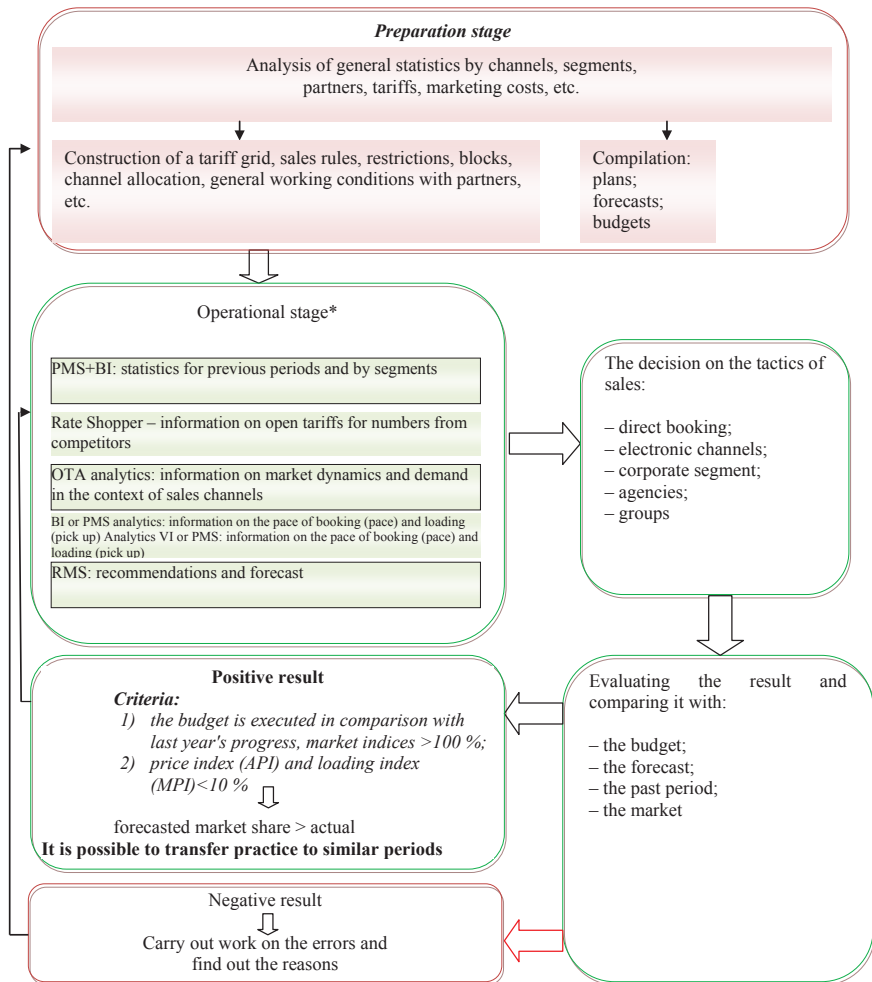 Preparation stage
Analysis of general statistics by channels, segments,
partners, tariffs, marketing costs, etc.
Construction of a tariff grid, sales rules, restrictions, blocks,
channel allocation, general working conditions with partners,
etc.
Compilation:
plans;
forecasts;
budgets
Operational stage*
PMS+BI: statistics for previous periods and by segments
Rate Shopper – information on open tariffs for numbers from
competitors
OTA analytics: information on market dynamics and demand
in the context of sales channels
BI or PMS analytics: information on the pace of booking (pace) and loading
(pick up) Analytics VI or PMS: information on the pace of booking (pace) and
loading (pick up)
RMS: recommendations and forecast
The decision on the tactics of
sales:
– direct booking;
– electronic channels;
– corporate segment;
– agencies;
– groups
Evaluating the result and
comparing it with:
– the budget;
– the forecast;
– the past period;
– the market
Positive result
Criteria:
1) the budget is executed in comparison with
last year's progress, market indices >100 %;
2) price index (API) and loading index
(MPI)<10 %
forecasted market share > actual
It is possible to transfer practice to similar periods
Negative result
Carry out work on the errors and
find out the reasons